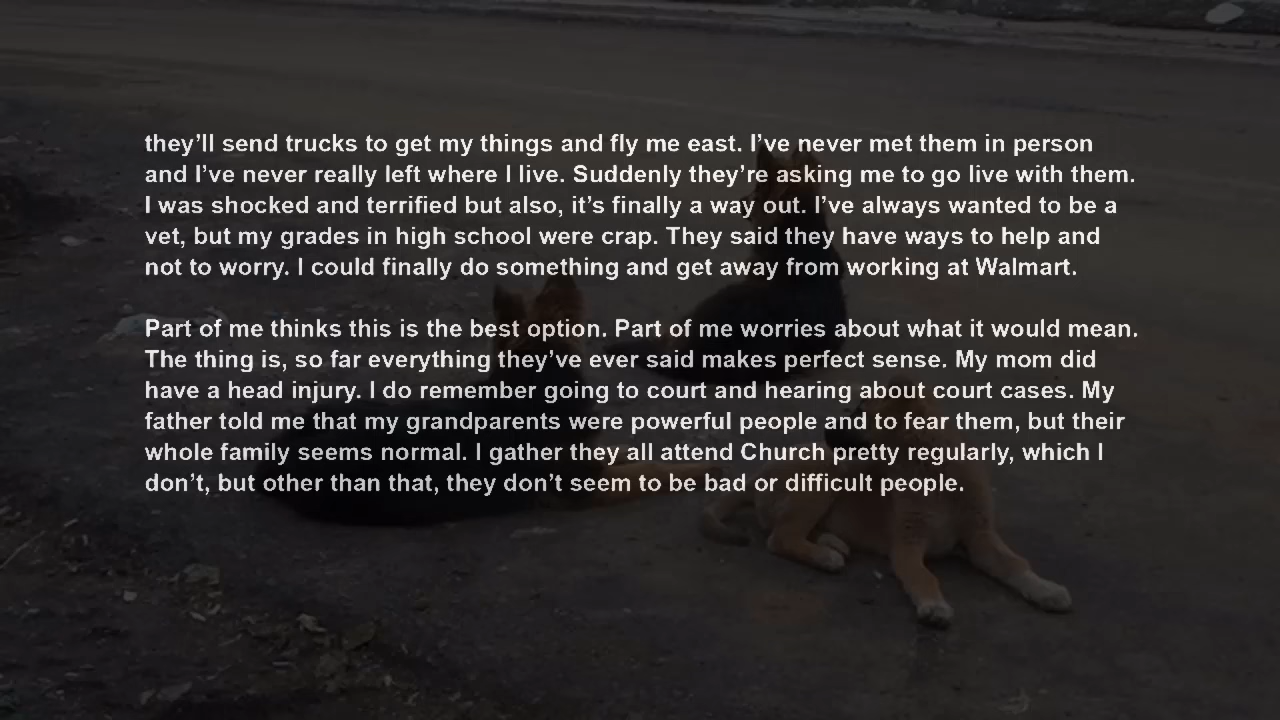 they’ll send trucks to get my things and fly me east. I’ve never met them in person
and I’ve never really left where I live. Suddenly they’re asking me to go live with them.
I was shocked and terrified but also, it’s finally a way out. I’ve always wanted to be a
vet, but my grades in high school were crap. They said they have ways to help and
not to worry. I could finally do something and get away from working at Walmart.

Part of me thinks this is the best option. Part of me worries about what it would mean.
The thing is, so far everything they’ve ever said makes perfect sense. My mom did
have a head injury. I do remember going to court and hearing about court cases. My
father told me that my grandparents were powerful people and to fear them, but their
whole family seems normal. I gather they all attend Church pretty regularly, which I
don’t, but other than that, they don’t seem to be bad or difficult people.